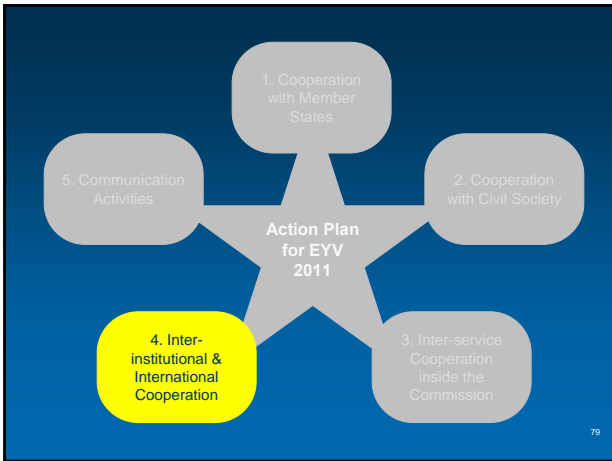 1. Cooperation
with Member
States
5. Communication
Activities
2. Cooperation
with Civil Society
Action Plan
for EYV
2011
4. Inter-
institutional &
International
Cooperation
3. Inter-service
Cooperation
inside the
Commission
79